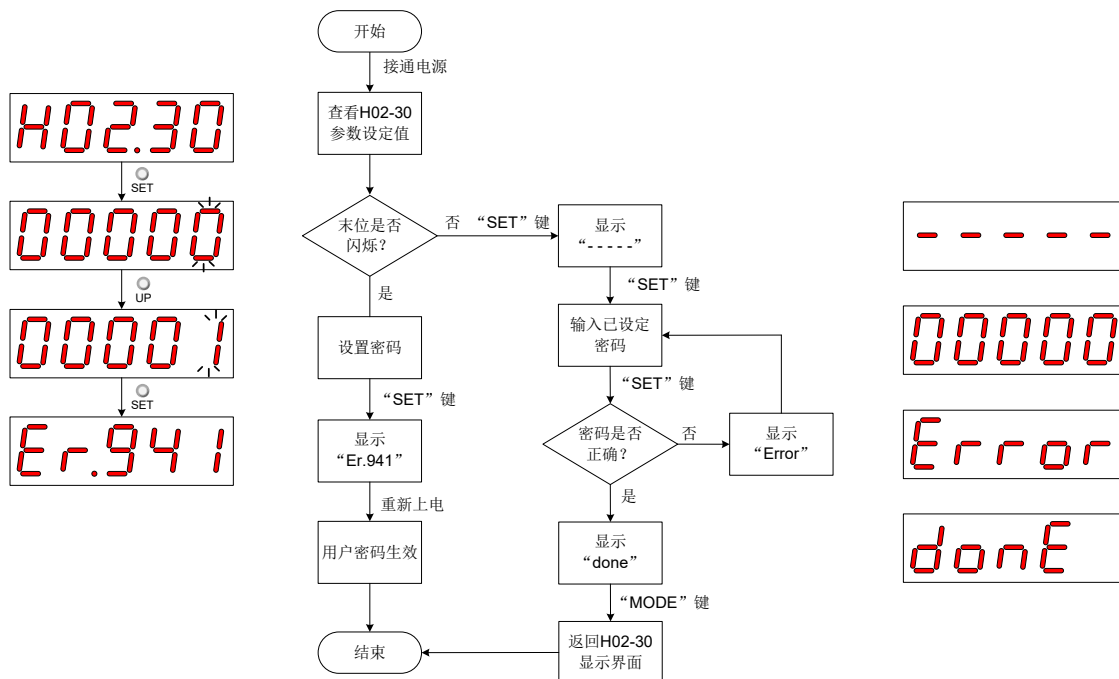 H02.30
SET
00000
UP
00001
SET
Er.941
开始
接通电源
查看H02-30
参数设定值
末位是否
闪烁？
是
设置密码
“SET”键
显示
“Er.941”
重新上电
用户密码生效
结束
否 “SET”键
显示
“- - - - -”
“SET”键
输入已设定
密码
“SET”键
密码是否
正确？
否
显示
“Error”
是
显示
“done”
“MODE”键
返回H02-30
显示界面
- - - - -
00000
Error
donE